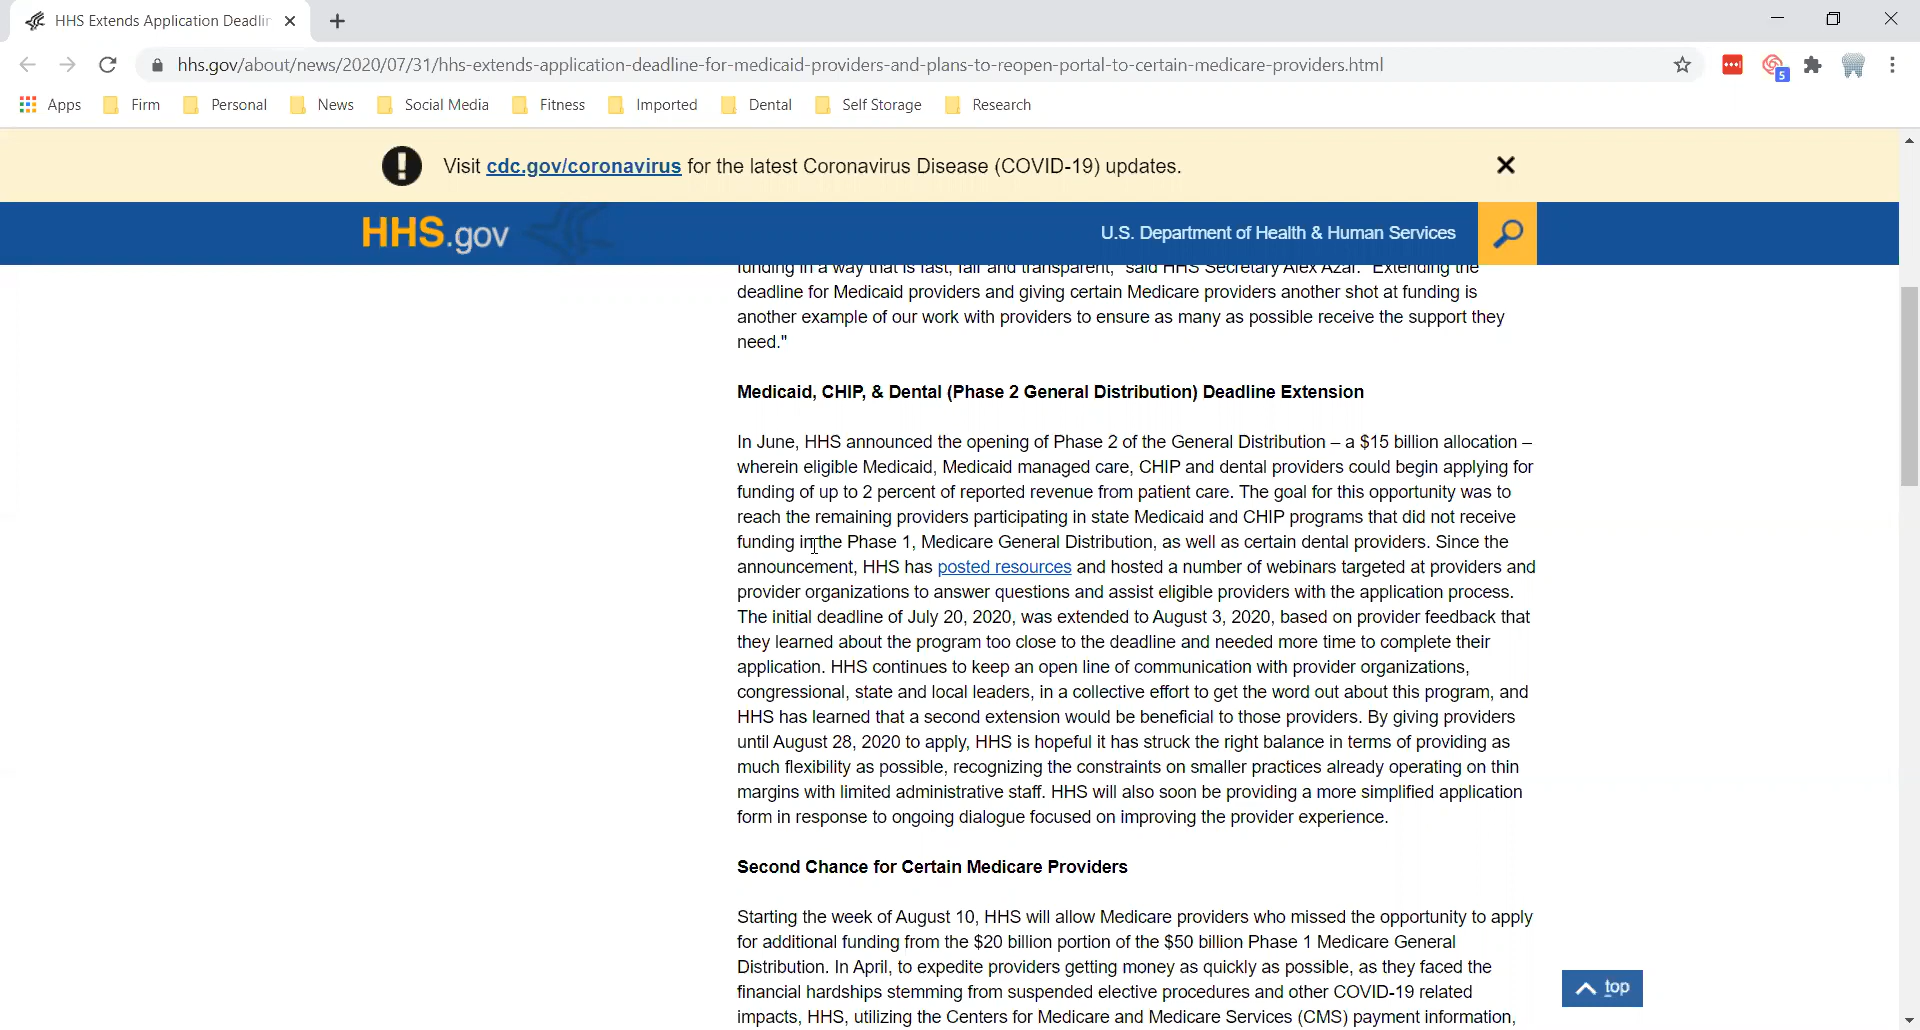 HHS Extends Application Deadlin
hhs.gov/about/news/2020/07/31/hhs-extends-application-deadline-for-medicaid-providers-and-plans-to-reopen-portal-to-certain-medicare-providers.html
5
Apps Firm Personal News Social Media Fitness Imported Dental Self Storage Research
Visit cdc.gov/coronavirus for the latest Coronavirus Disease (COVID-19) updates.
HHS.gov U.S. Department of Health & Human Services
funding in a way that is fast, fair and transparent," said HHS Secretary Alex Azar. "Extending the
deadline for Medicaid providers and giving certain Medicare providers another shot at funding is
another example of our work with providers to ensure as many as possible receive the support they
need."
Medicaid, CHIP, & Dental (Phase 2 General Distribution) Deadline Extension
In June, HHS announced the opening of Phase 2 of the General Distribution – a $15 billion allocation –
wherein eligible Medicaid, Medicaid managed care, CHIP and dental providers could begin applying for
funding of up to 2 percent of reported revenue from patient care. The goal for this opportunity was to
reach the remaining providers participating in state Medicaid and CHIP programs that did not receive
funding in the Phase 1, Medicare General Distribution, as well as certain dental providers. Since the
announcement, HHS has posted resources and hosted a number of webinars targeted at providers and
provider organizations to answer questions and assist eligible providers with the application process.
The initial deadline of July 20, 2020, was extended to August 3, 2020, based on provider feedback that
they learned about the program too close to the deadline and needed more time to complete their
application. HHS continues to keep an open line of communication with provider organizations,
congressional, state and local leaders, in a collective effort to get the word out about this program, and
HHS has learned that a second extension would be beneficial to those providers. By giving providers
until August 28, 2020 to apply, HHS is hopeful it has struck the right balance in terms of providing as
much flexibility as possible, recognizing the constraints on smaller practices already operating on thin
margins with limited administrative staff. HHS will also soon be providing a more simplified application
form in response to ongoing dialogue focused on improving the provider experience.
Second Chance for Certain Medicare Providers
Starting the week of August 10, HHS will allow Medicare providers who missed the opportunity to apply
for additional funding from the $20 billion portion of the $50 billion Phase 1 Medicare General
Distribution. In April, to expedite providers getting money as quickly as possible, as they faced the
financial hardships stemming from suspended elective procedures and other COVID-19 related
impacts, HHS, utilizing the Centers for Medicare and Medicare Services (CMS) payment information,
top